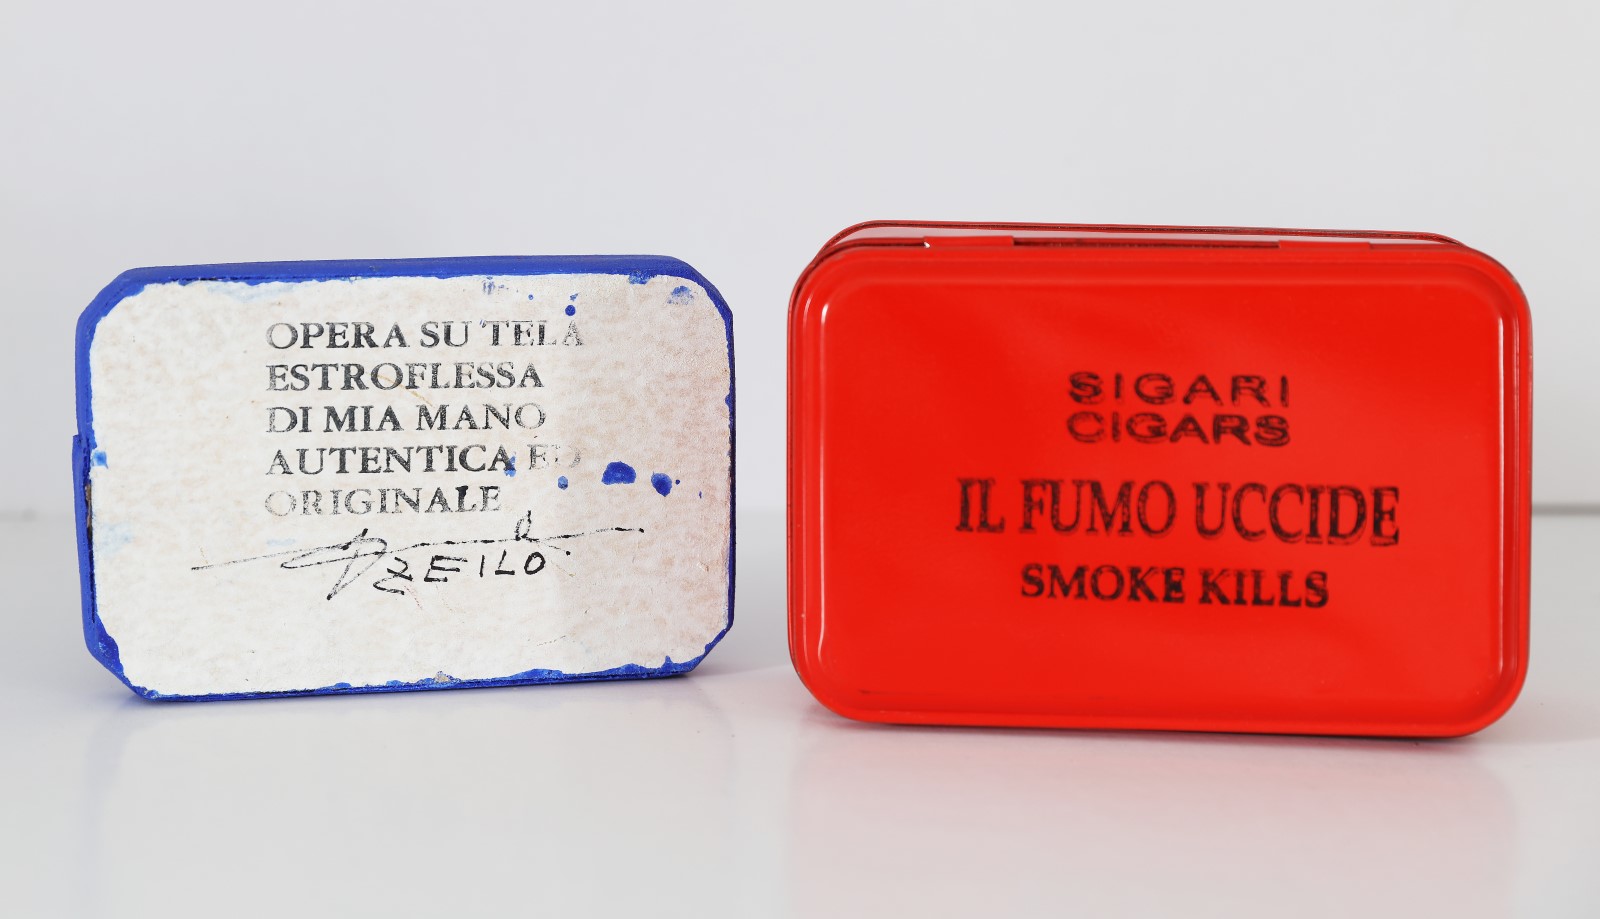 OPERA SU TELA
ESTROFLESSA
DI MIA MANO
AUTENTICA ED
ORIGINALE
SIGARI
CIGARS
IL FUMO UCCIDE
SMOKE KILLS